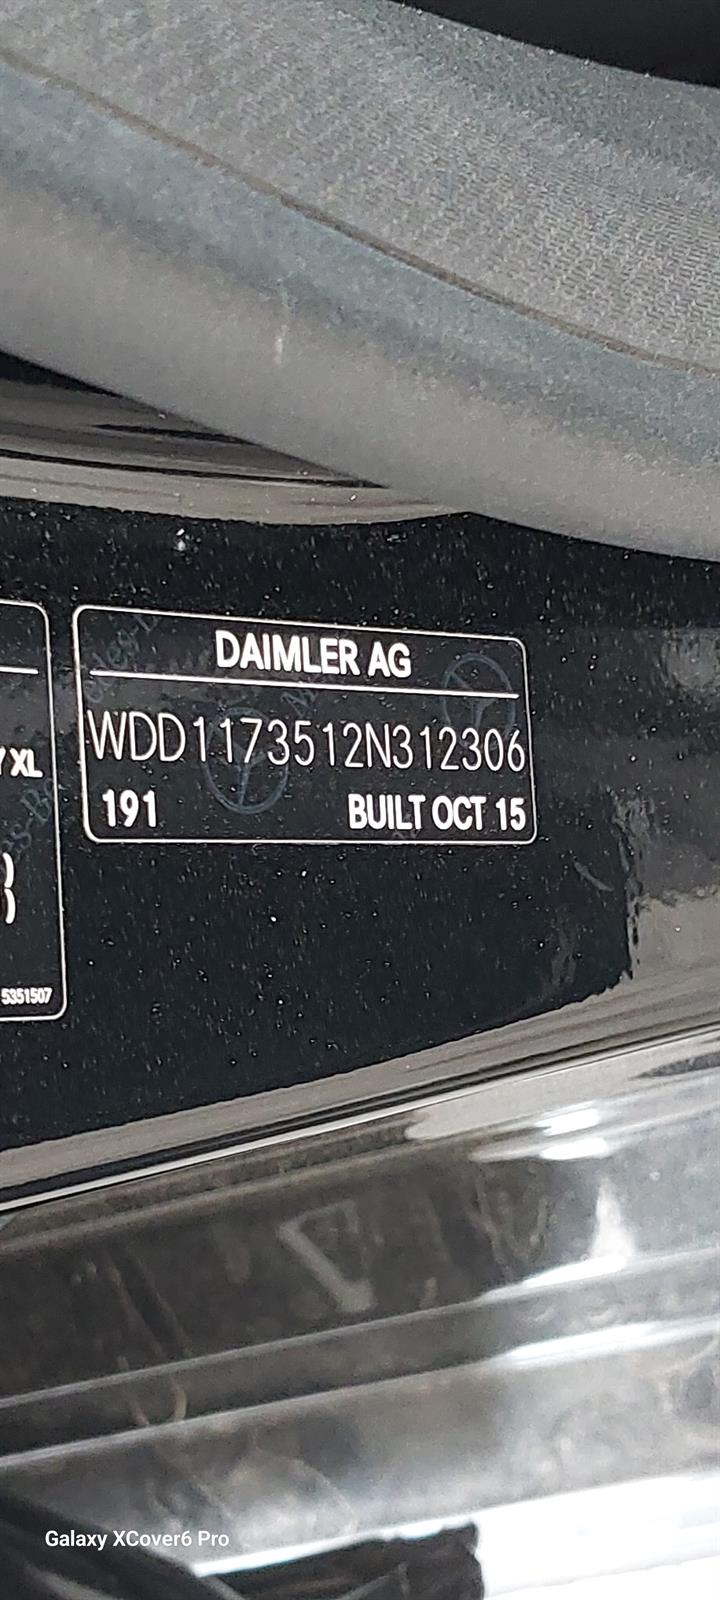 DAIMLER AG
WDD1173512N312306
191 BUILT OCT 15
Y XL
5351507
Galaxy XCover6 Pro